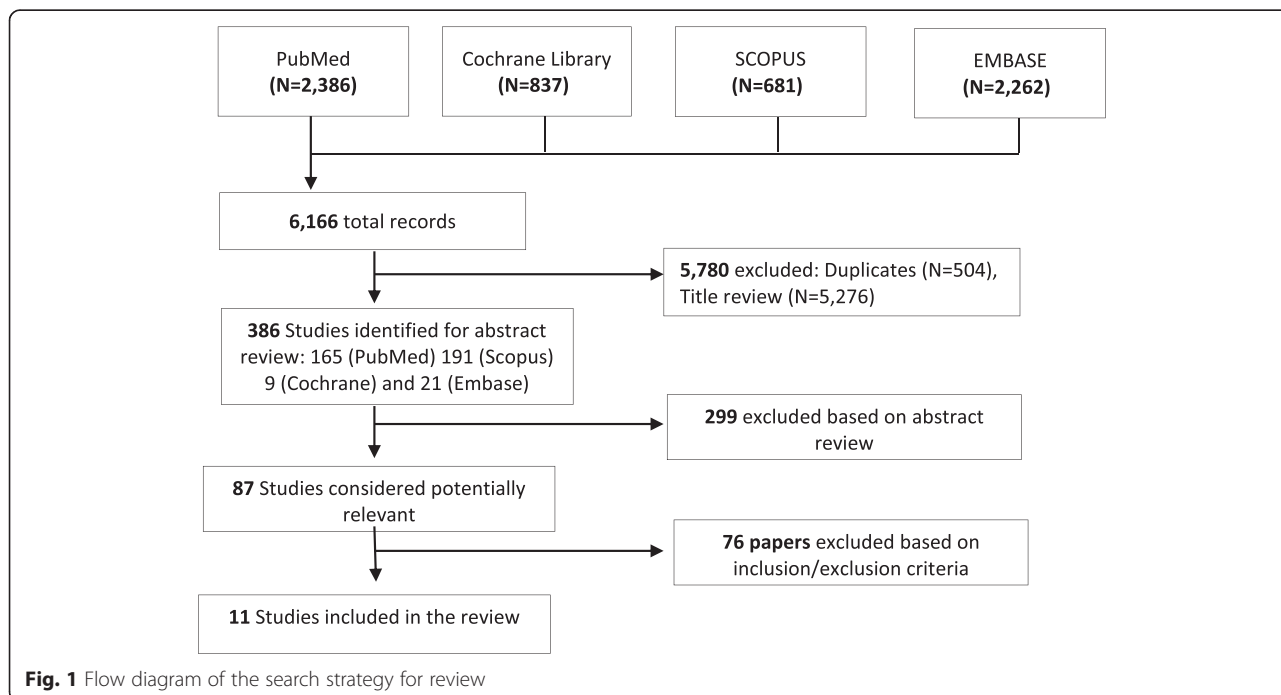 PubMed
(N=2,386)
Cochrane Library
(N=837)
SCOPUS
(N=681)
EMBASE
(N=2,262)
6,166 total records
5,780 excluded: Duplicates (N=504),
Title review (N=5,276)
386 Studies identified for abstract
review: 165 (PubMed) 191 (Scopus)
9 (Cochrane) and 21 (Embase)
299 excluded based on abstract
review
87 Studies considered potentially
relevant
76 papers excluded based on
inclusion/exclusion criteria
11 Studies included in the review
Fig. 1 Flow diagram of the search strategy for review